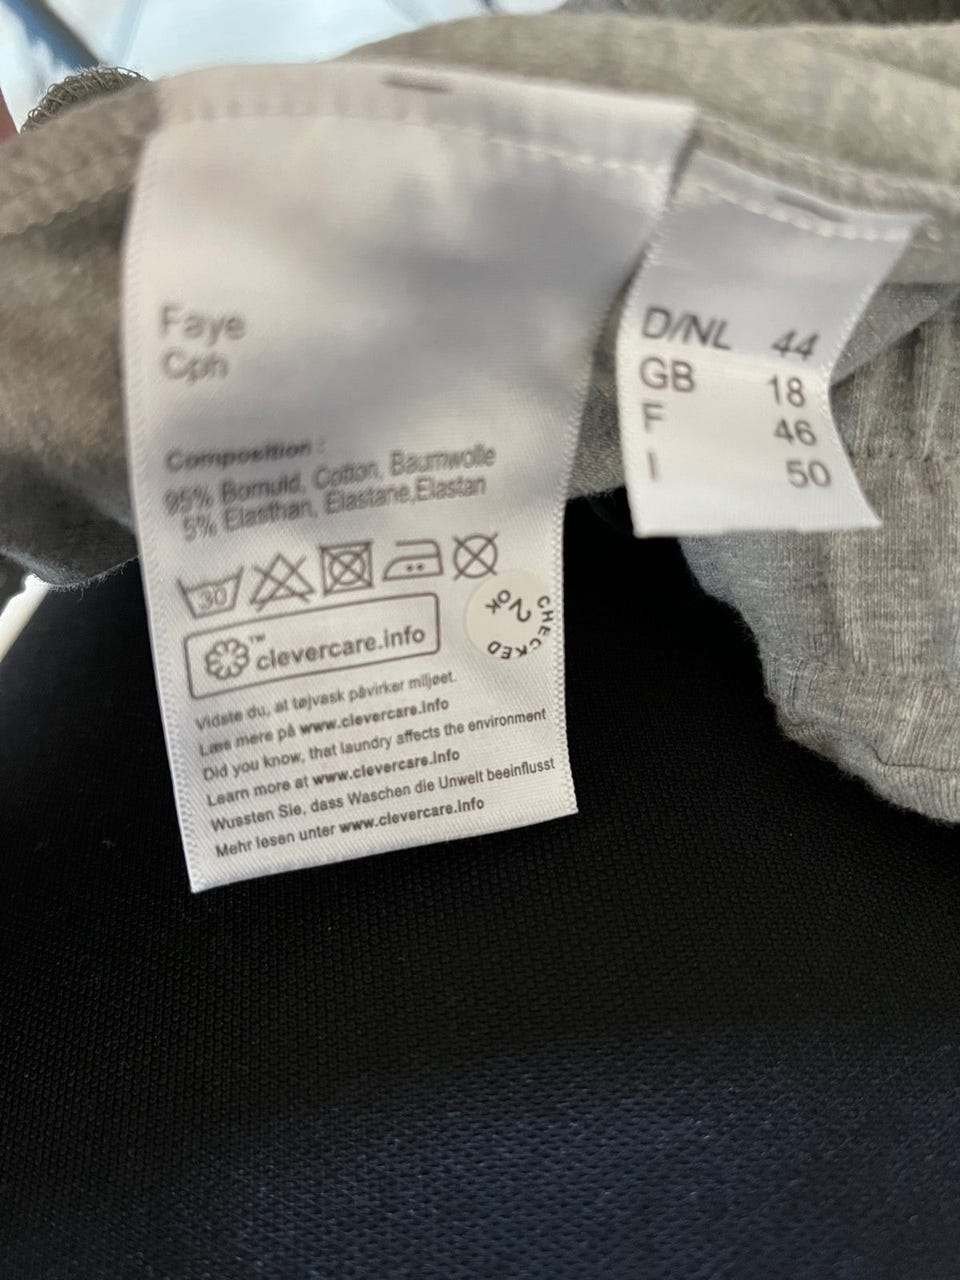 Faye
Cph
Composition :
95% Bomuld, Cotton, Baumwolle
5% Elasthan, Elastane,Elastan
30
™
clevercare.info
CHECKED
2
OK
Vidste du, at tøjvask påvirker miljøet.
Læs mere på www.clevercare.info
Did you know, that laundry affects the environment
Learn more at www.clevercare.info
Wussten Sie, dass Waschen die Unwelt beeinflusst
Mehr lesen unter www.clevercare.info
D/NL 44
GB 18
F 46
I 50